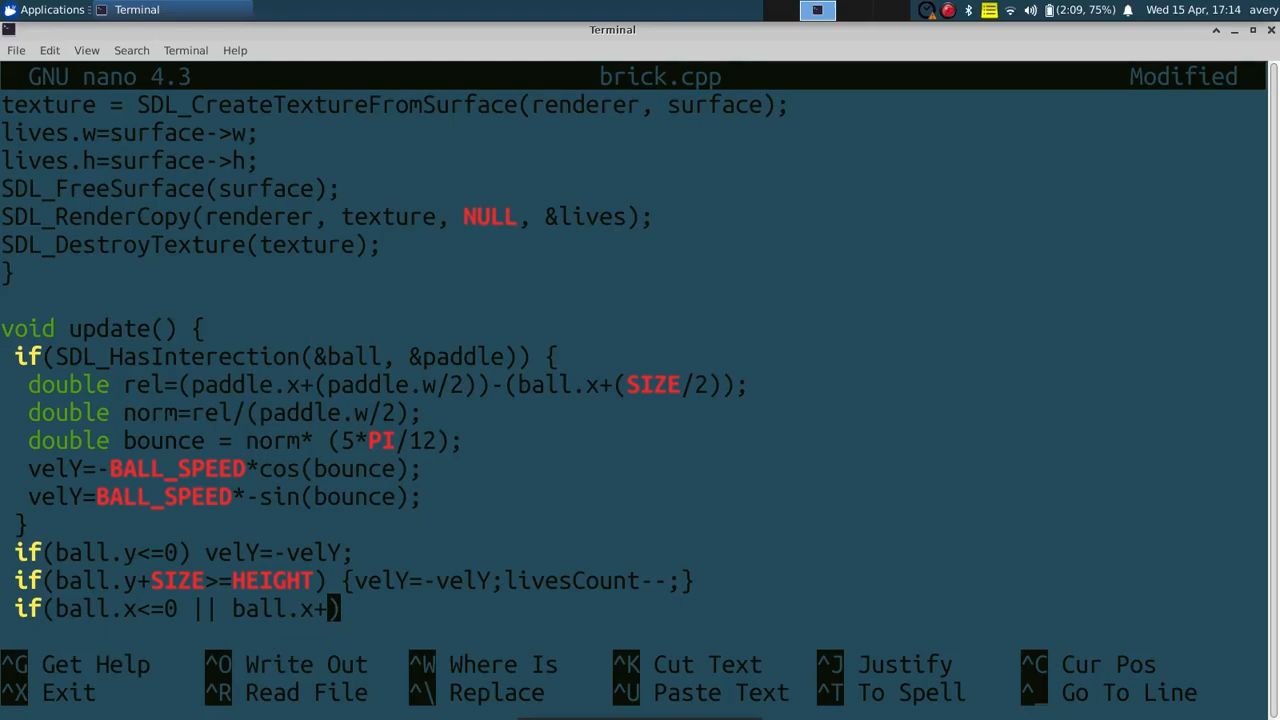 Applications
Terminal
(2:09, 75%)
Wed 15 Apr, 17:14
avery
Terminal
File Edit View Search Terminal Help
GNU nano 4.3 brick.cpp Modified
texture = SDL_CreateTextureFromSurface(renderer, surface);
lives.w=surface->w;
lives.h=surface->h;
SDL_FreeSurface(surface);
SDL_RenderCopy(renderer, texture, NULL, &lives);
SDL_DestroyTexture(texture);
}
void update() {
if(SDL_HasInterection(&ball, &paddle)) {
double rel=(paddle.x+(paddle.w/2))-(ball.x+(SIZE/2));
double norm=rel/(paddle.w/2);
double bounce = norm* (5*PI/12);
velY=-BALL_SPEED*cos(bounce);
velY=BALL_SPEED*-sin(bounce);
}
if(ball.y<=0) velY=-velY;
if(ball.y+SIZE>=HEIGHT) {velY=-velY;livesCount--;}
if(ball.x<=0 || ball.x+)
^G Get Help ^O Write Out ^W Where Is ^K Cut Text ^J Justify ^C Cur Pos
^X Exit ^R Read File ^\ Replace ^U Paste Text ^T To Spell ^_ Go To Line